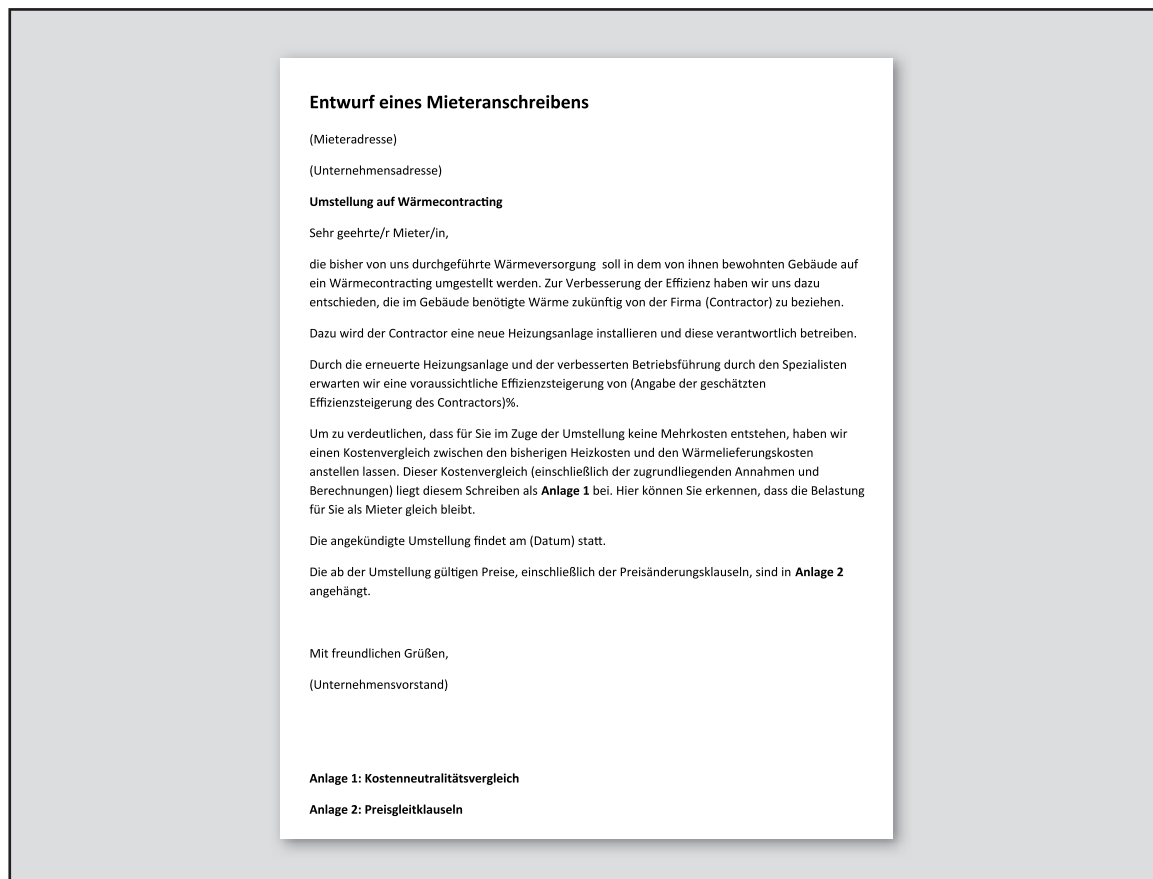 Entwurf eines Mieteranschreibens
(Mieteradresse)
(Unternehmensadresse)
Umstellung auf Wärmecontracting
Sehr geehrte/r Mieter/in,
die bisher von uns durchgeführte Wärmeversorgung  soll in dem von ihnen bewohnten Gebäude auf
ein Wärmecontracting umgestellt werden. Zur Verbesserung der Effizienz haben wir uns dazu
entschieden, die im Gebäude benötigte Wärme zukünftig von der Firma (Contractor) zu beziehen.
Dazu wird der Contractor eine neue Heizungsanlage installieren und diese verantwortlich betreiben.
Durch die erneuerte Heizungsanlage und der verbesserten Betriebsführung durch den Spezialisten
erwarten wir eine voraussichtliche Effizienzsteigerung von (Angabe der geschätzten
Effizienzsteigerung des Contractors)%.
Um zu verdeutlichen, dass für Sie im Zuge der Umstellung keine Mehrkosten entstehen, haben wir
einen Kostenvergleich zwischen den bisherigen Heizkosten und den Wärmelieferungskosten
anstellen lassen. Dieser Kostenvergleich (einschließlich der zugrundliegenden Annahmen und
Berechnungen) liegt diesem Schreiben als Anlage 1 bei. Hier können Sie erkennen, dass die Belastung
für Sie als Mieter gleich bleibt.
Die angekündigte Umstellung findet am (Datum) statt.
Die ab der Umstellung gültigen Preise, einschließlich der Preisänderungsklauseln, sind in Anlage 2
angehängt.
Mit freundlichen Grüßen,
(Unternehmensvorstand)
Anlage 1: Kostenneutralitätsvergleich
Anlage 2: Preisgleitklauseln